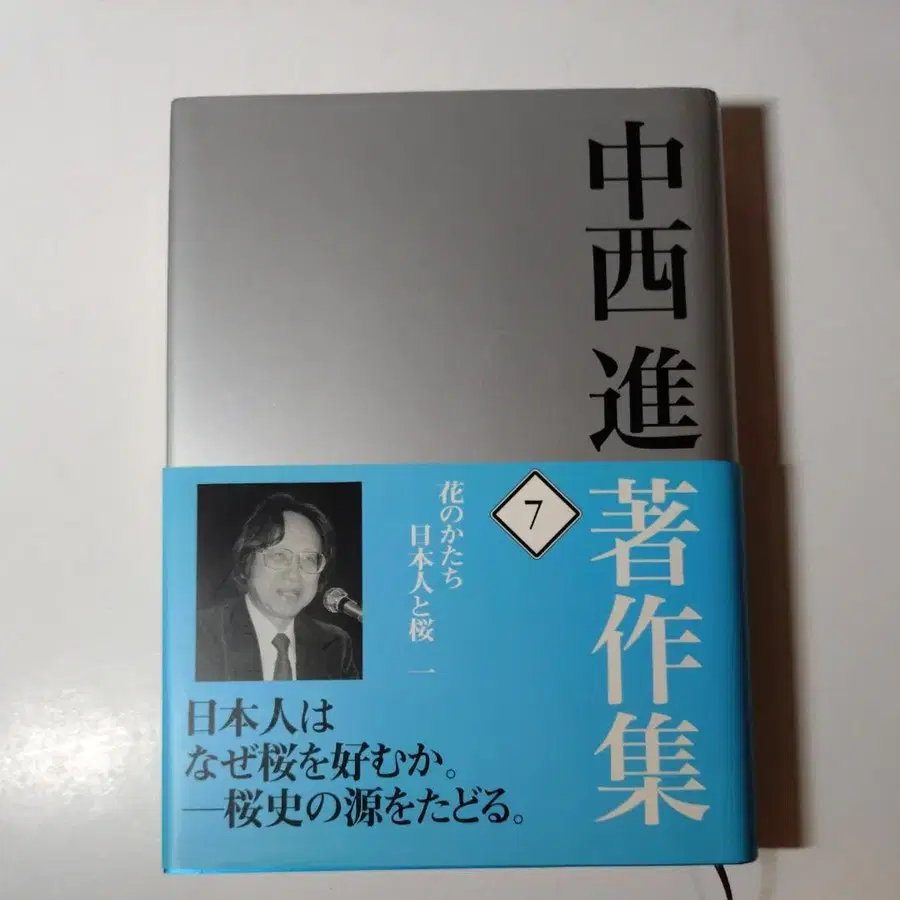 中西進
著作集
7
花のかたち
日本人と桜 一
日本人は
なぜ桜を好むか。
―桜史の源をたどる。